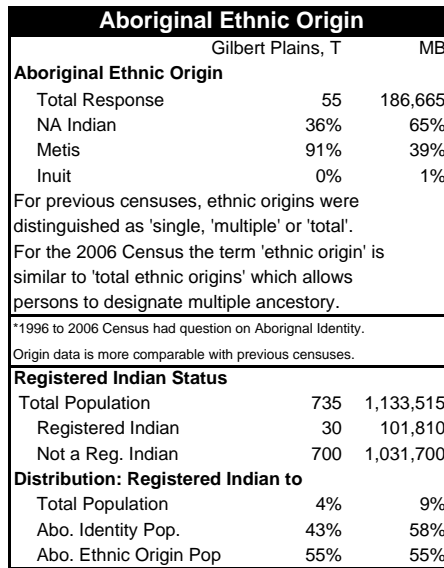 Aboriginal Ethnic Origin
Gilbert Plains, T MB
Aboriginal Ethnic Origin
Total Response 55 186,665
NA Indian 36% 65%
Metis 91% 39%
Inuit 0% 1%
For previous censuses, ethnic origins were
distinguished as 'single, 'multiple' or 'total'.
For the 2006 Census the term 'ethnic origin' is
similar to 'total ethnic origins' which allows
persons to designate multiple ancestory.
*1996 to 2006 Census had question on Aborignal Identity.
Origin data is more comparable with previous censuses.
Registered Indian Status
Total Population 735 1,133,515
Registered Indian 30 101,810
Not a Reg. Indian 700 1,031,700
Distribution: Registered Indian to
Total Population 4% 9%
Abo. Identity Pop. 43% 58%
Abo. Ethnic Origin Pop 55% 55%